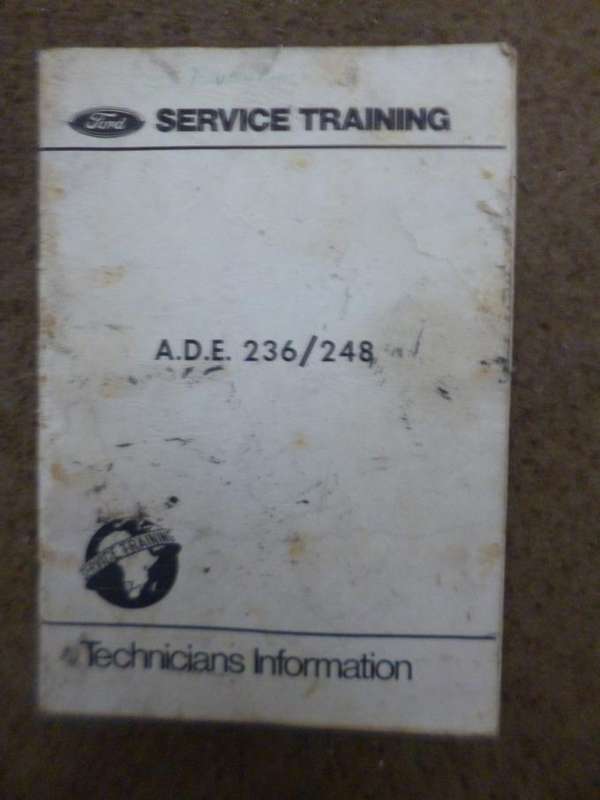 Ford SERVICE TRAINING
A.D.E. 236/248
SERVICE TRAINING
Technicians Information